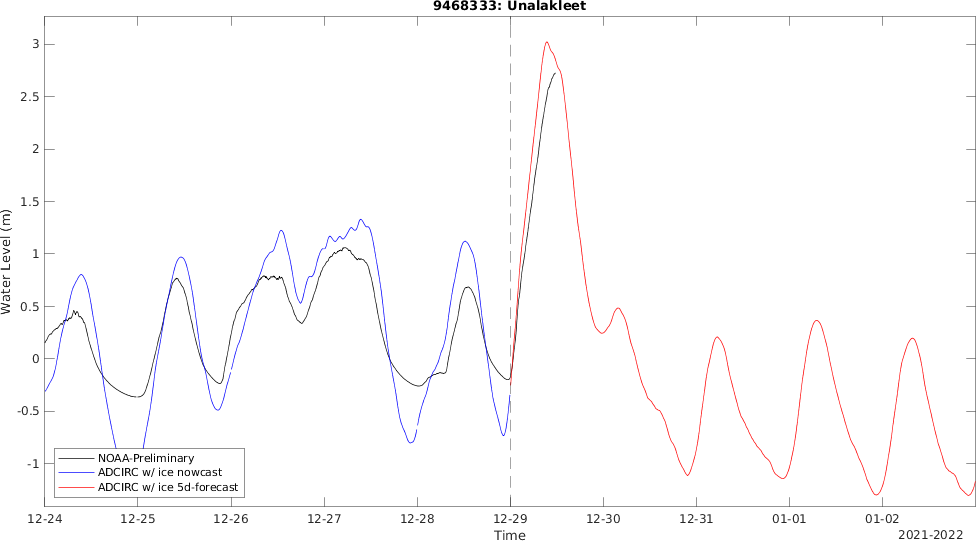 9468333: Unalakleet
Water Level (m)
3
2.5
2
1.5
1
0.5
0
-0.5
-1
NOAA-Preliminary
ADCIRC w/ ice nowcast
ADCIRC w/ ice 5d-forecast
12-24 12-25 12-26 12-27 12-28 12-29 12-30 12-31 01-01 01-02
Time
2021-2022